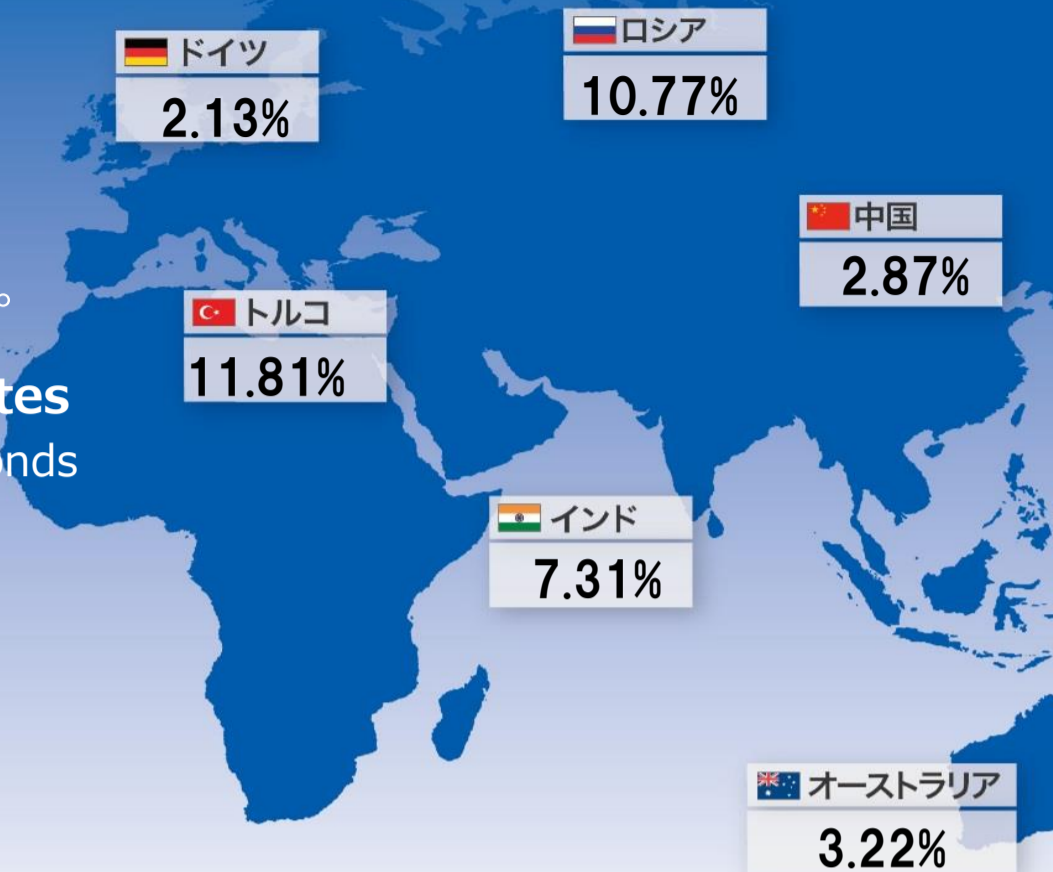 ドイツ
2.13%
ロシア
10.77%
中国
2.87%
。
トルコ
11.81%
tes
onds
インド
7.31%
オーストラリア
3.22%